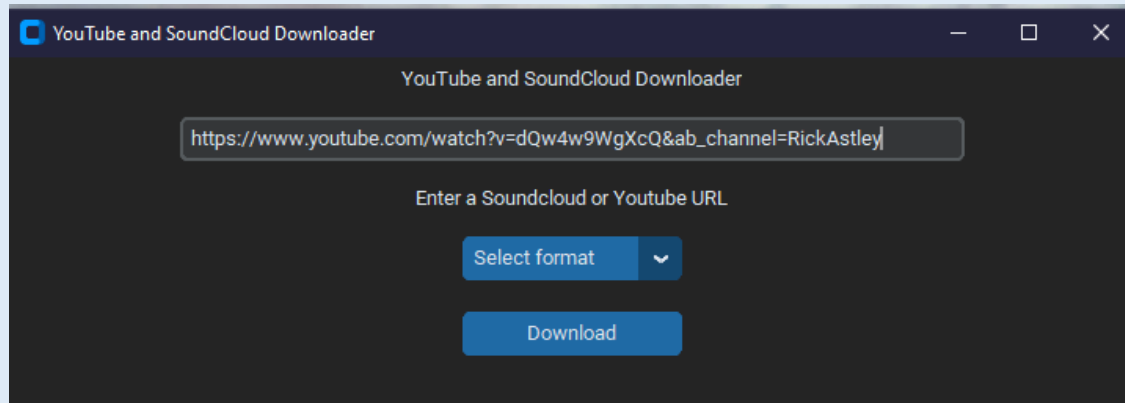 YouTube and SoundCloud Downloader
YouTube and SoundCloud Downloader
https://www.youtube.com/watch?v=dQw4w9WgXcQ&ab_channel=RickAstley
Enter a Soundcloud or Youtube URL
Select format
Download